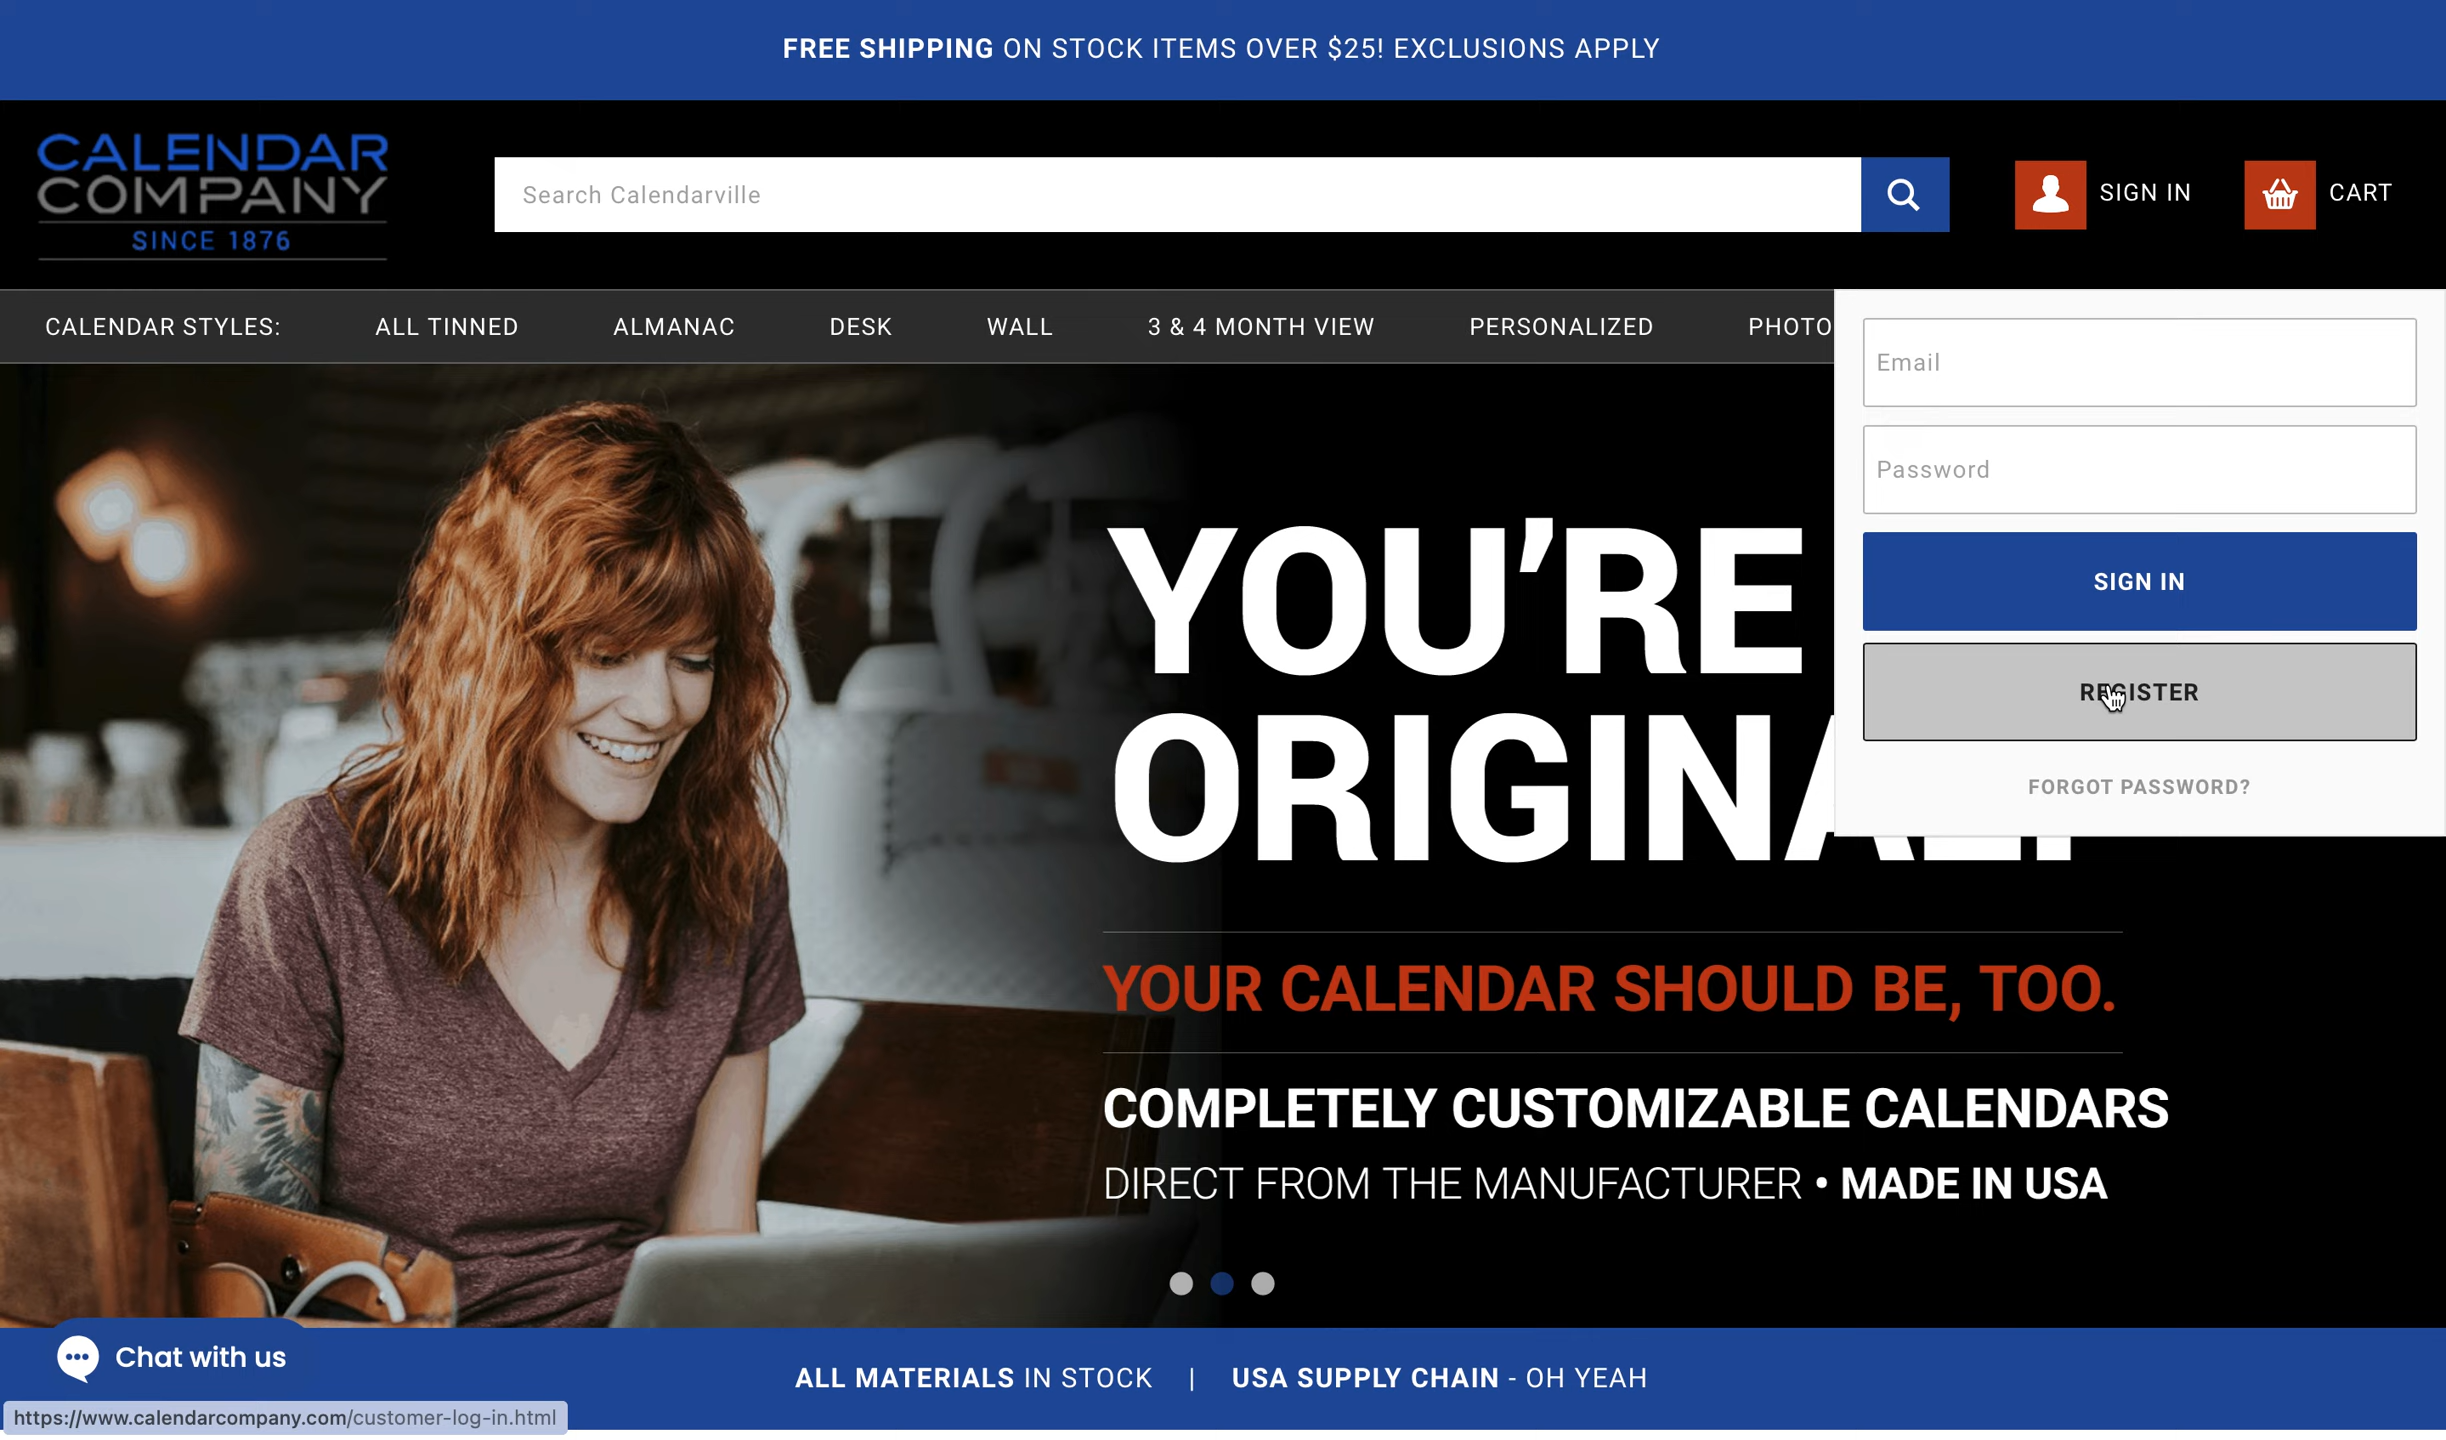 FREE SHIPPING ON STOCK ITEMS OVER $25! EXCLUSIONS APPLY
CALENDAR
COMPANY
SINCE 1876
Search Calendarville
SIGN IN
CART
CALENDAR STYLES:
ALL TINNED
ALMANAC
DESK
WALL
3 & 4 MONTH VIEW
PERSONALIZED
PHOTO
Email
Password
SIGN IN
REGISTER
FORGOT PASSWORD?
YOU'RE
YOUR CALENDAR SHOULD BE, TOO.
COMPLETELY CUSTOMIZABLE CALENDARS
DIRECT FROM THE MANUFACTURER • MADE IN USA
Chat with us
ALL MATERIALS IN STOCK | USA SUPPLY CHAIN - OH YEAH
https://www.calendarcompany.com/customer-log-in.html